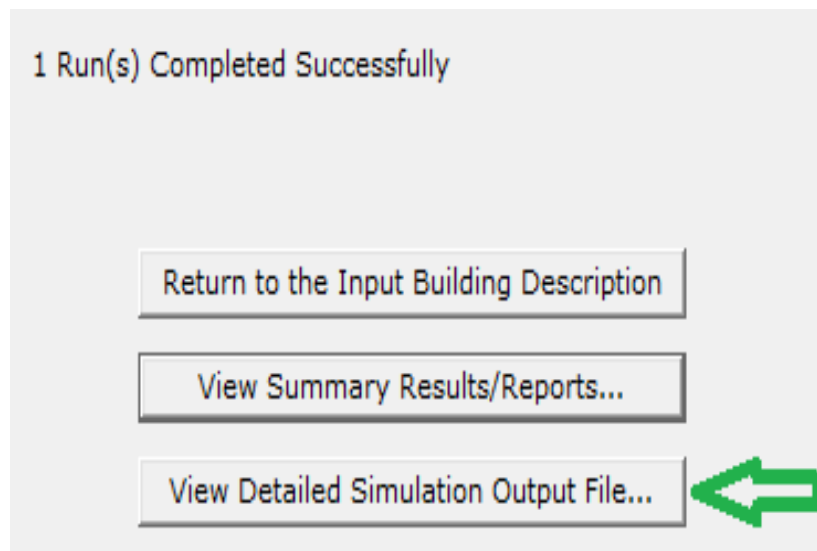 1 Run(s) Completed Successfully
Return to the Input Building Description
View Summary Results/Reports...
View Detailed Simulation Output File...